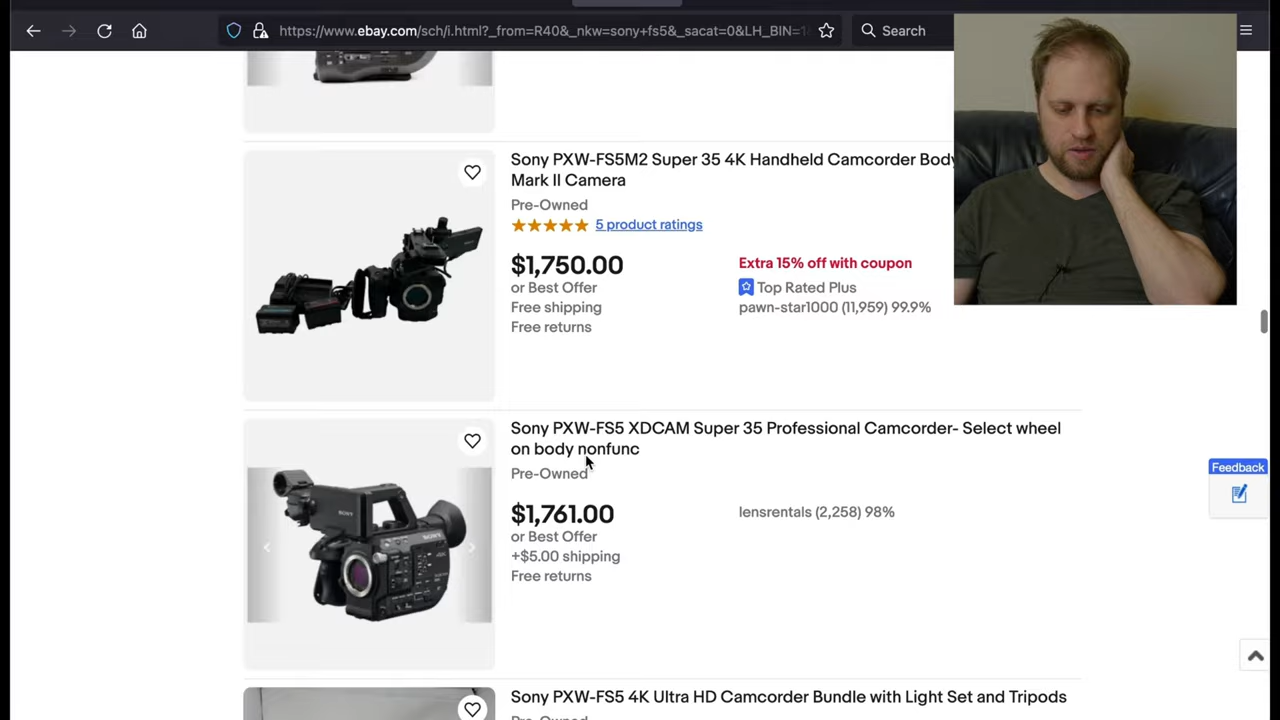 https://www.ebay.com/sch/i.html?_from=R40&_nkw=sony+fs5&_sacat=0&LH_BIN=1
Search
Sony PXW-FS5M2 Super 35 4K Handheld Camcorder Body
Mark II Camera
Pre-Owned
5 product ratings
$1,750.00
Extra 15% off with coupon
or Best Offer
Top Rated Plus
Free shipping
pawn-star1000 (11,959) 99.9%
Free returns
Sony PXW-FS5 XDCAM Super 35 Professional Camcorder- Select wheel
on body nonfunc
Pre-Owned
$1,761.00
lensrentals (2,258) 98%
or Best Offer
+$5.00 shipping
Free returns
Feedback
SONY
SONY
Sony PXW-FS5 4K Ultra HD Camcorder Bundle with Light Set and Tripods
Pre-Owned